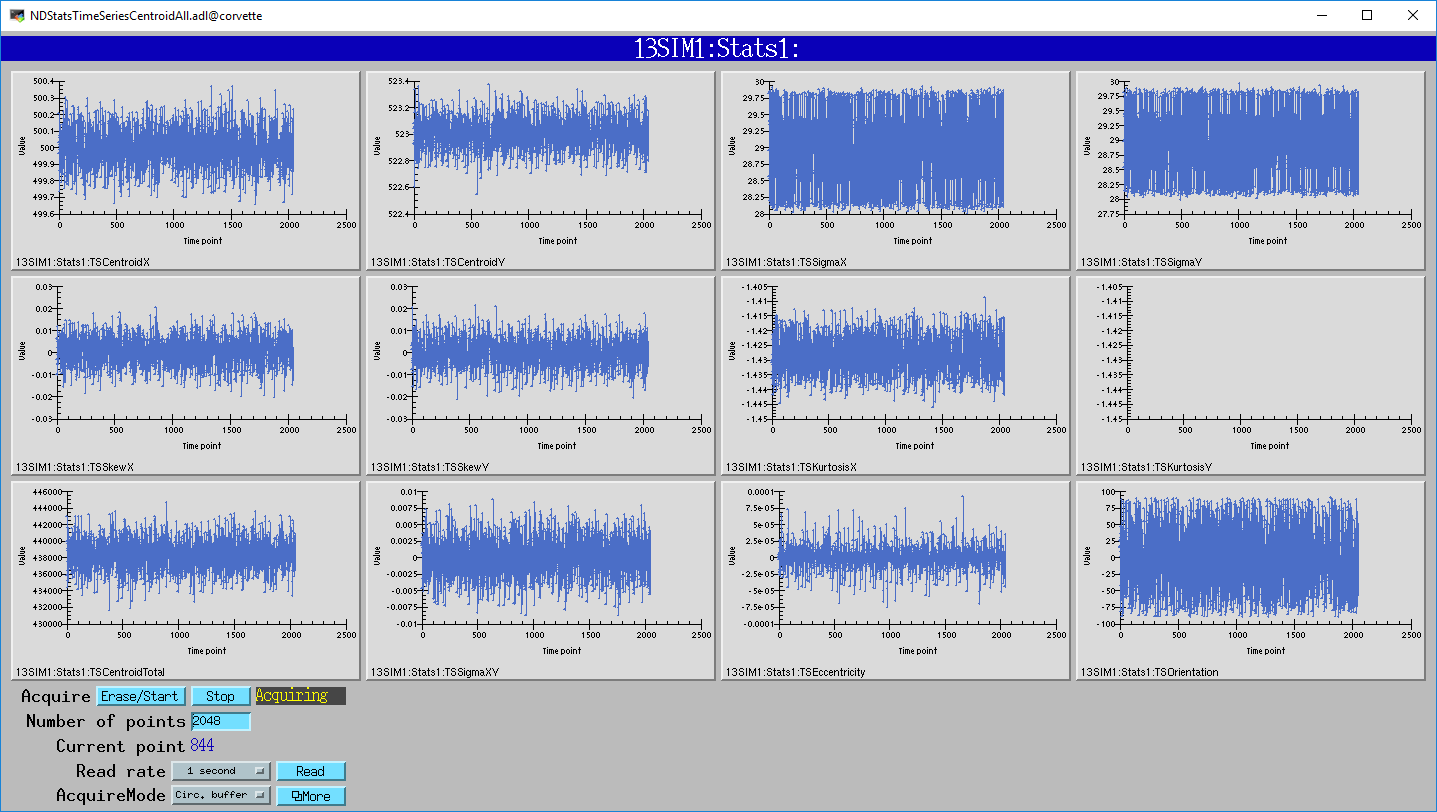 NDStatsTimeSeriesCentroidAll.adl@corvette
13SIM1:Stats1:
500.4
500.3
500.2
500.1
500
499.9
499.8
499.7
499.6
Value
0 500 1000 1500 2000 2500
Time point
13SIM1:Stats1:TSCentroidX
523.4
523.2
523
522.8
522.6
522.4
Value
0 500 1000 1500 2000 2500
Time point
13SIM1:Stats1:TSCentroidY
30
29.75
29.5
29.25
29
28.75
28.5
28.25
28
Value
0 500 1000 1500 2000 2500
Time point
13SIM1:Stats1:TSSigmaX
30
29.75
29.5
29.25
29
28.75
28.5
28.25
28
27.75
Value
0 500 1000 1500 2000 2500
Time point
13SIM1:Stats1:TSSigmaY
0.03
0.02
0.01
0
-0.01
-0.02
-0.03
Value
0 500 1000 1500 2000 2500
Time point
13SIM1:Stats1:TSSkewX
0.03
0.02
0.01
0
-0.01
-0.02
-0.03
Value
0 500 1000 1500 2000 2500
Time point
13SIM1:Stats1:TSSkewY
-1.405
-1.41
-1.415
-1.42
-1.425
-1.43
-1.435
-1.44
-1.445
-1.45
Value
0 500 1000 1500 2000 2500
Time point
13SIM1:Stats1:TSKurtosisX
-1.405
-1.41
-1.415
-1.42
-1.425
-1.43
-1.435
-1.44
-1.445
-1.45
Value
0 500 1000 1500 2000 2500
Time point
13SIM1:Stats1:TSKurtosisY
446000
444000
442000
440000
438000
436000
434000
432000
430000
Value
0 500 1000 1500 2000 2500
Time point
13SIM1:Stats1:TSCentroidTotal
0.01
0.0075
0.005
0.0025
0
-0.0025
-0.005
-0.0075
-0.01
Value
0 500 1000 1500 2000 2500
Time point
13SIM1:Stats1:TSSigmaXY
0.0001
7.5e-05
5e-05
2.5e-05
0
-2.5e-05
-5e-05
-7.5e-05
-0.0001
Value
0 500 1000 1500 2000 2500
Time point
13SIM1:Stats1:TSEccentricity
100
75
50
25
0
-25
-50
-75
-100
Value
0 500 1000 1500 2000 2500
Time point
13SIM1:Stats1:TSOrientation
Acquire Erase/Start Stop Acquiring
Number of points 2048
Current point 844
Read rate 1 second Read
AcquireMode Circ. buffer More